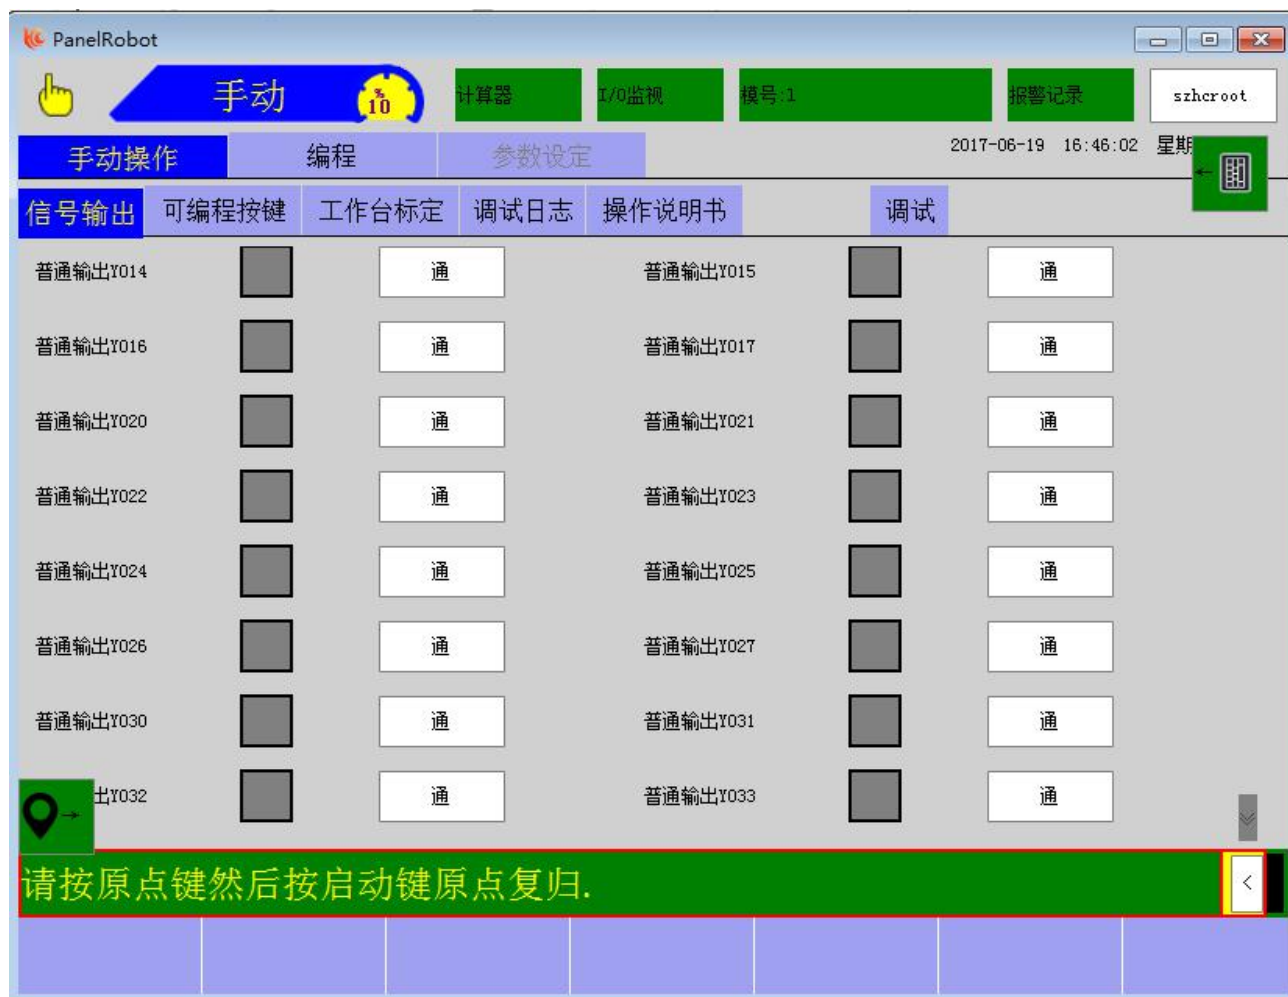 PanelRobot
手动
%
10
计算器
I/O监视
模号:1
报警记录
szhcroot
手动操作
编程
参数设定
2017-06-19 16:46:02 星期
信号输出
可编程按键
工作台标定
调试日志
操作说明书
调试
普通输出Y014 通 普通输出Y015 通
普通输出Y016 通 普通输出Y017 通
普通输出Y020 通 普通输出Y021 通
普通输出Y022 通 普通输出Y023 通
普通输出Y024 通 普通输出Y025 通
普通输出Y026 通 普通输出Y027 通
普通输出Y030 通 普通输出Y031 通
出Y032 通 普通输出Y033 通
请按原点键然后按启动键原点复归.